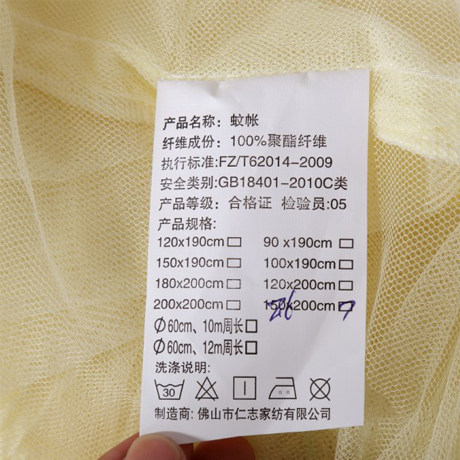 产品名称: 蚊帐
纤维成份: 100%聚酯纤维
执行标准: FZ/T62014-2009
安全类别: GB18401-2010C类
产品等级: 合格证 检验员:05
产品规格:
120x190cm□ 90 x190cm□
150x190cm□ 100x190cm□
180x200cm□ 120x200cm□
200x200cm□ 150x200cm□
Ø60cm、10m周长□
Ø60cm、12m周长□
洗涤说明:
30
制造商: 佛山市仁志家纺有限公司